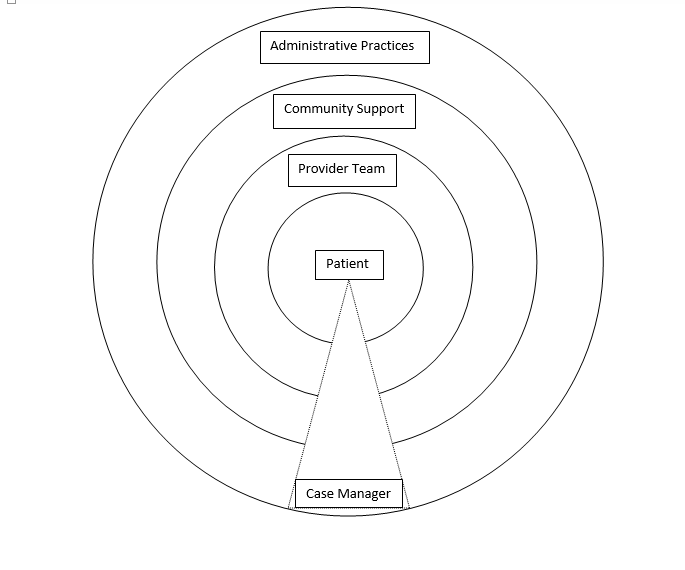 Administrative Practices
Community Support
Provider Team
Patient
Case Manager